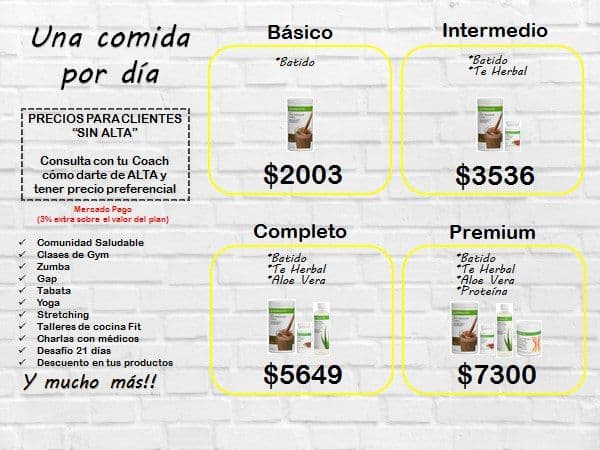 Una comida
por día
PRECIOS PARA CLIENTES
“SIN ALTA”
Consulta con tu Coach
cómo darte de ALTA y
tener precio preferencial
Mercado Pago
(3% extra sobre el valor del plan)
✓ Comunidad Saludable
✓ Clases de Gym
✓ Zumba
✓ Gap
✓ Tabata
✓ Yoga
✓ Stretching
✓ Talleres de cocina Fit
✓ Charlas con médicos
✓ Desafío 21 días
✓ Descuento en tus productos
Y mucho más!!
Básico
*Batido
$2003
Intermedio
*Batido
*Te Herbal
$3536
Completo
*Batido
*Te Herbal
*Aloe Vera
$5649
Premium
*Batido
*Te Herbal
*Aloe Vera
*Proteína
$7300